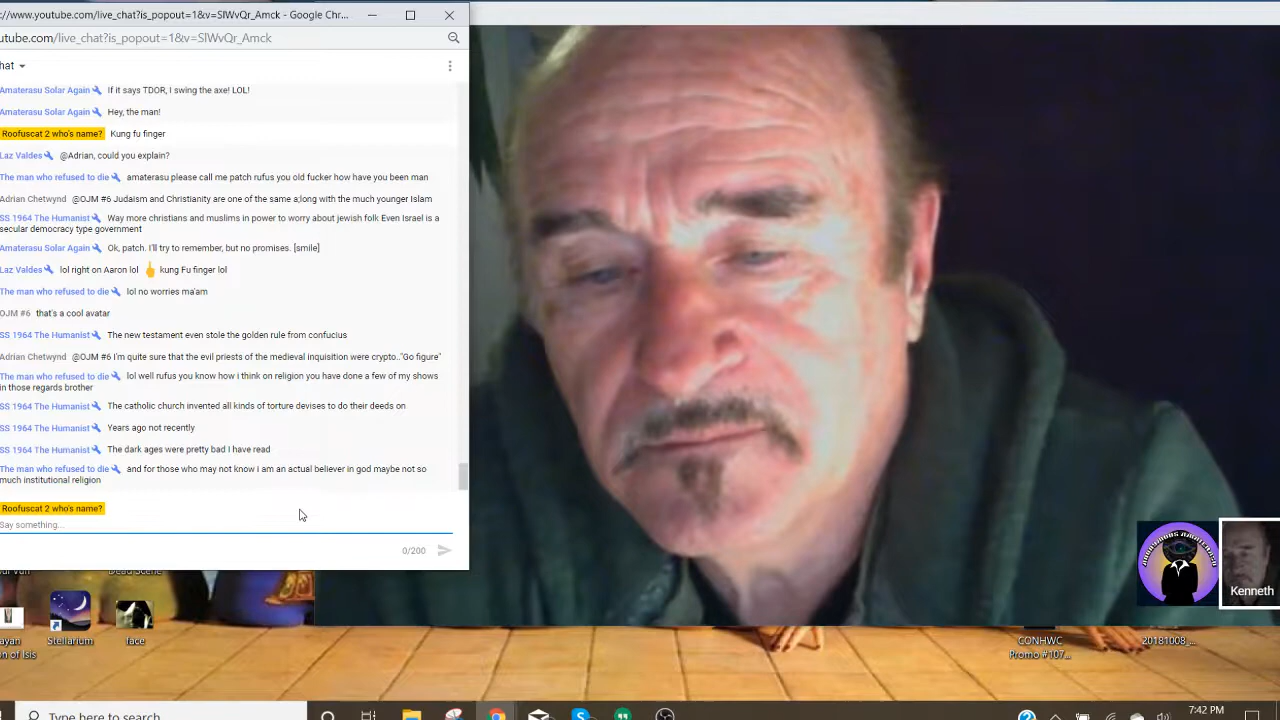 ://www.youtube.com/live_chat?is_popout=1&v=SlWvQr_Amck - Google Chr...
utube.com/live_chat?is_popout=1&v=SlWvQr_Amck
hat
Amaterasu Solar Again If it says TDOR, I swing the axe! LOL!
Amaterasu Solar Again Hey, the man!
Roofuscat 2 who's name? Kung fu finger
Laz Valdes @Adrian, could you explain?
The man who refused to die amaterasu please call me patch rufus you old fucker how have you been man
Adrian Chetwynd @OJM #6 Judaism and Christianity are one of the same a;long with the much younger Islam
SS 1964 The Humanist Way more christians and muslims in power to worry about jewish folk Even Israel is a
secular democracy type government
Amaterasu Solar Again Ok, patch. I'll try to remember, but no promises. [smile]
Laz Valdes lol right on Aaron lol 🖕 kung Fu finger lol
The man who refused to die lol no worries ma'am
OJM #6 that's a cool avatar
SS 1964 The Humanist The new testament even stole the golden rule from confucius
Adrian Chetwynd @OJM #6 I'm quite sure that the evil priests of the medieval inquisition were crypto.."Go figure"
The man who refused to die lol well rufus you know how i think on religion you have done a few of my shows
in those regards brother
SS 1964 The Humanist The catholic church invented all kinds of torture devises to do their deeds on
SS 1964 The Humanist Years ago not recently
SS 1964 The Humanist The dark ages were pretty bad I have read
The man who refused to die and for those who may not know i am an actual believer in god maybe not so
much institutional religion
Roofuscat 2 who's name?
Say something...
0/200
Dead Scene
ayan
on of Isis
Stellarium
face
Kenneth
CONHWC
Promo #107...
20181008_...
Type here to search
7:42 PM